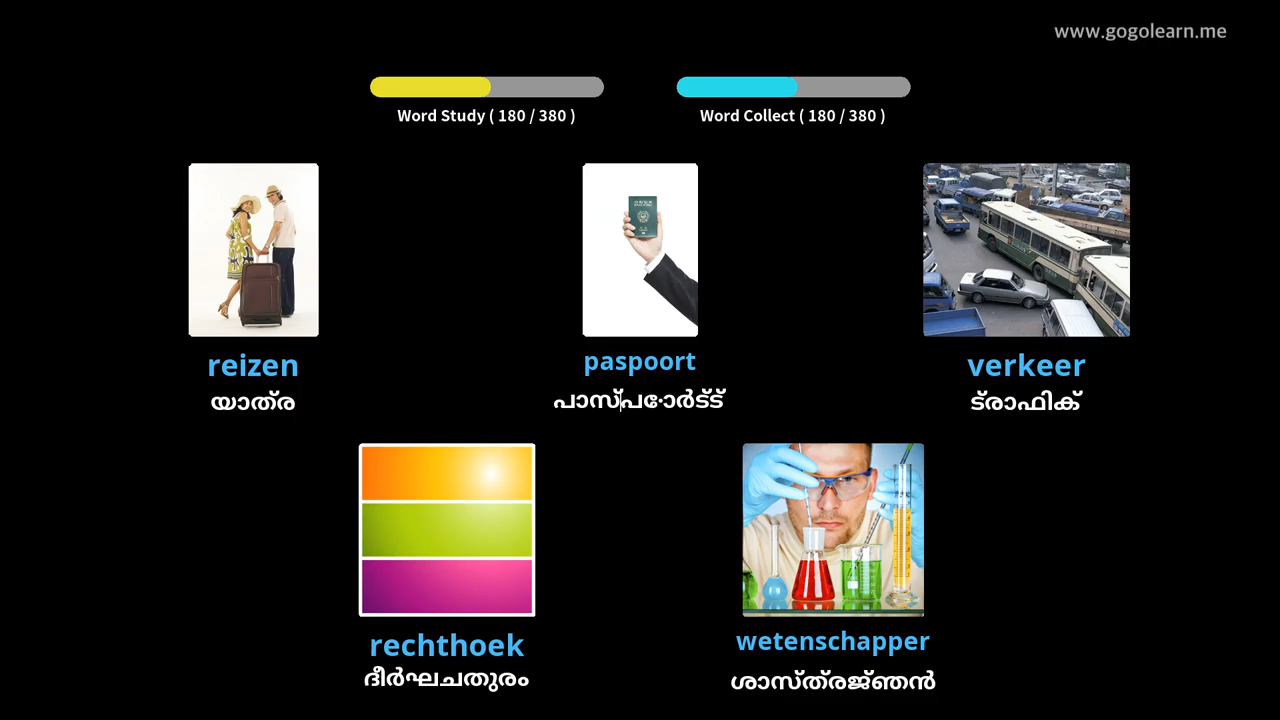 www.gogolearn.me
Word Study ( 180 / 380 )
Word Collect ( 180 / 380 )
reizen
യാത്ര
paspoort
പാസ്‌പോർട്ട്
verkeer
ട്രാഫിക്
rechthoek
ദീർഘചതുരം
wetenschapper
ശാസ്ത്രജ്ഞൻ